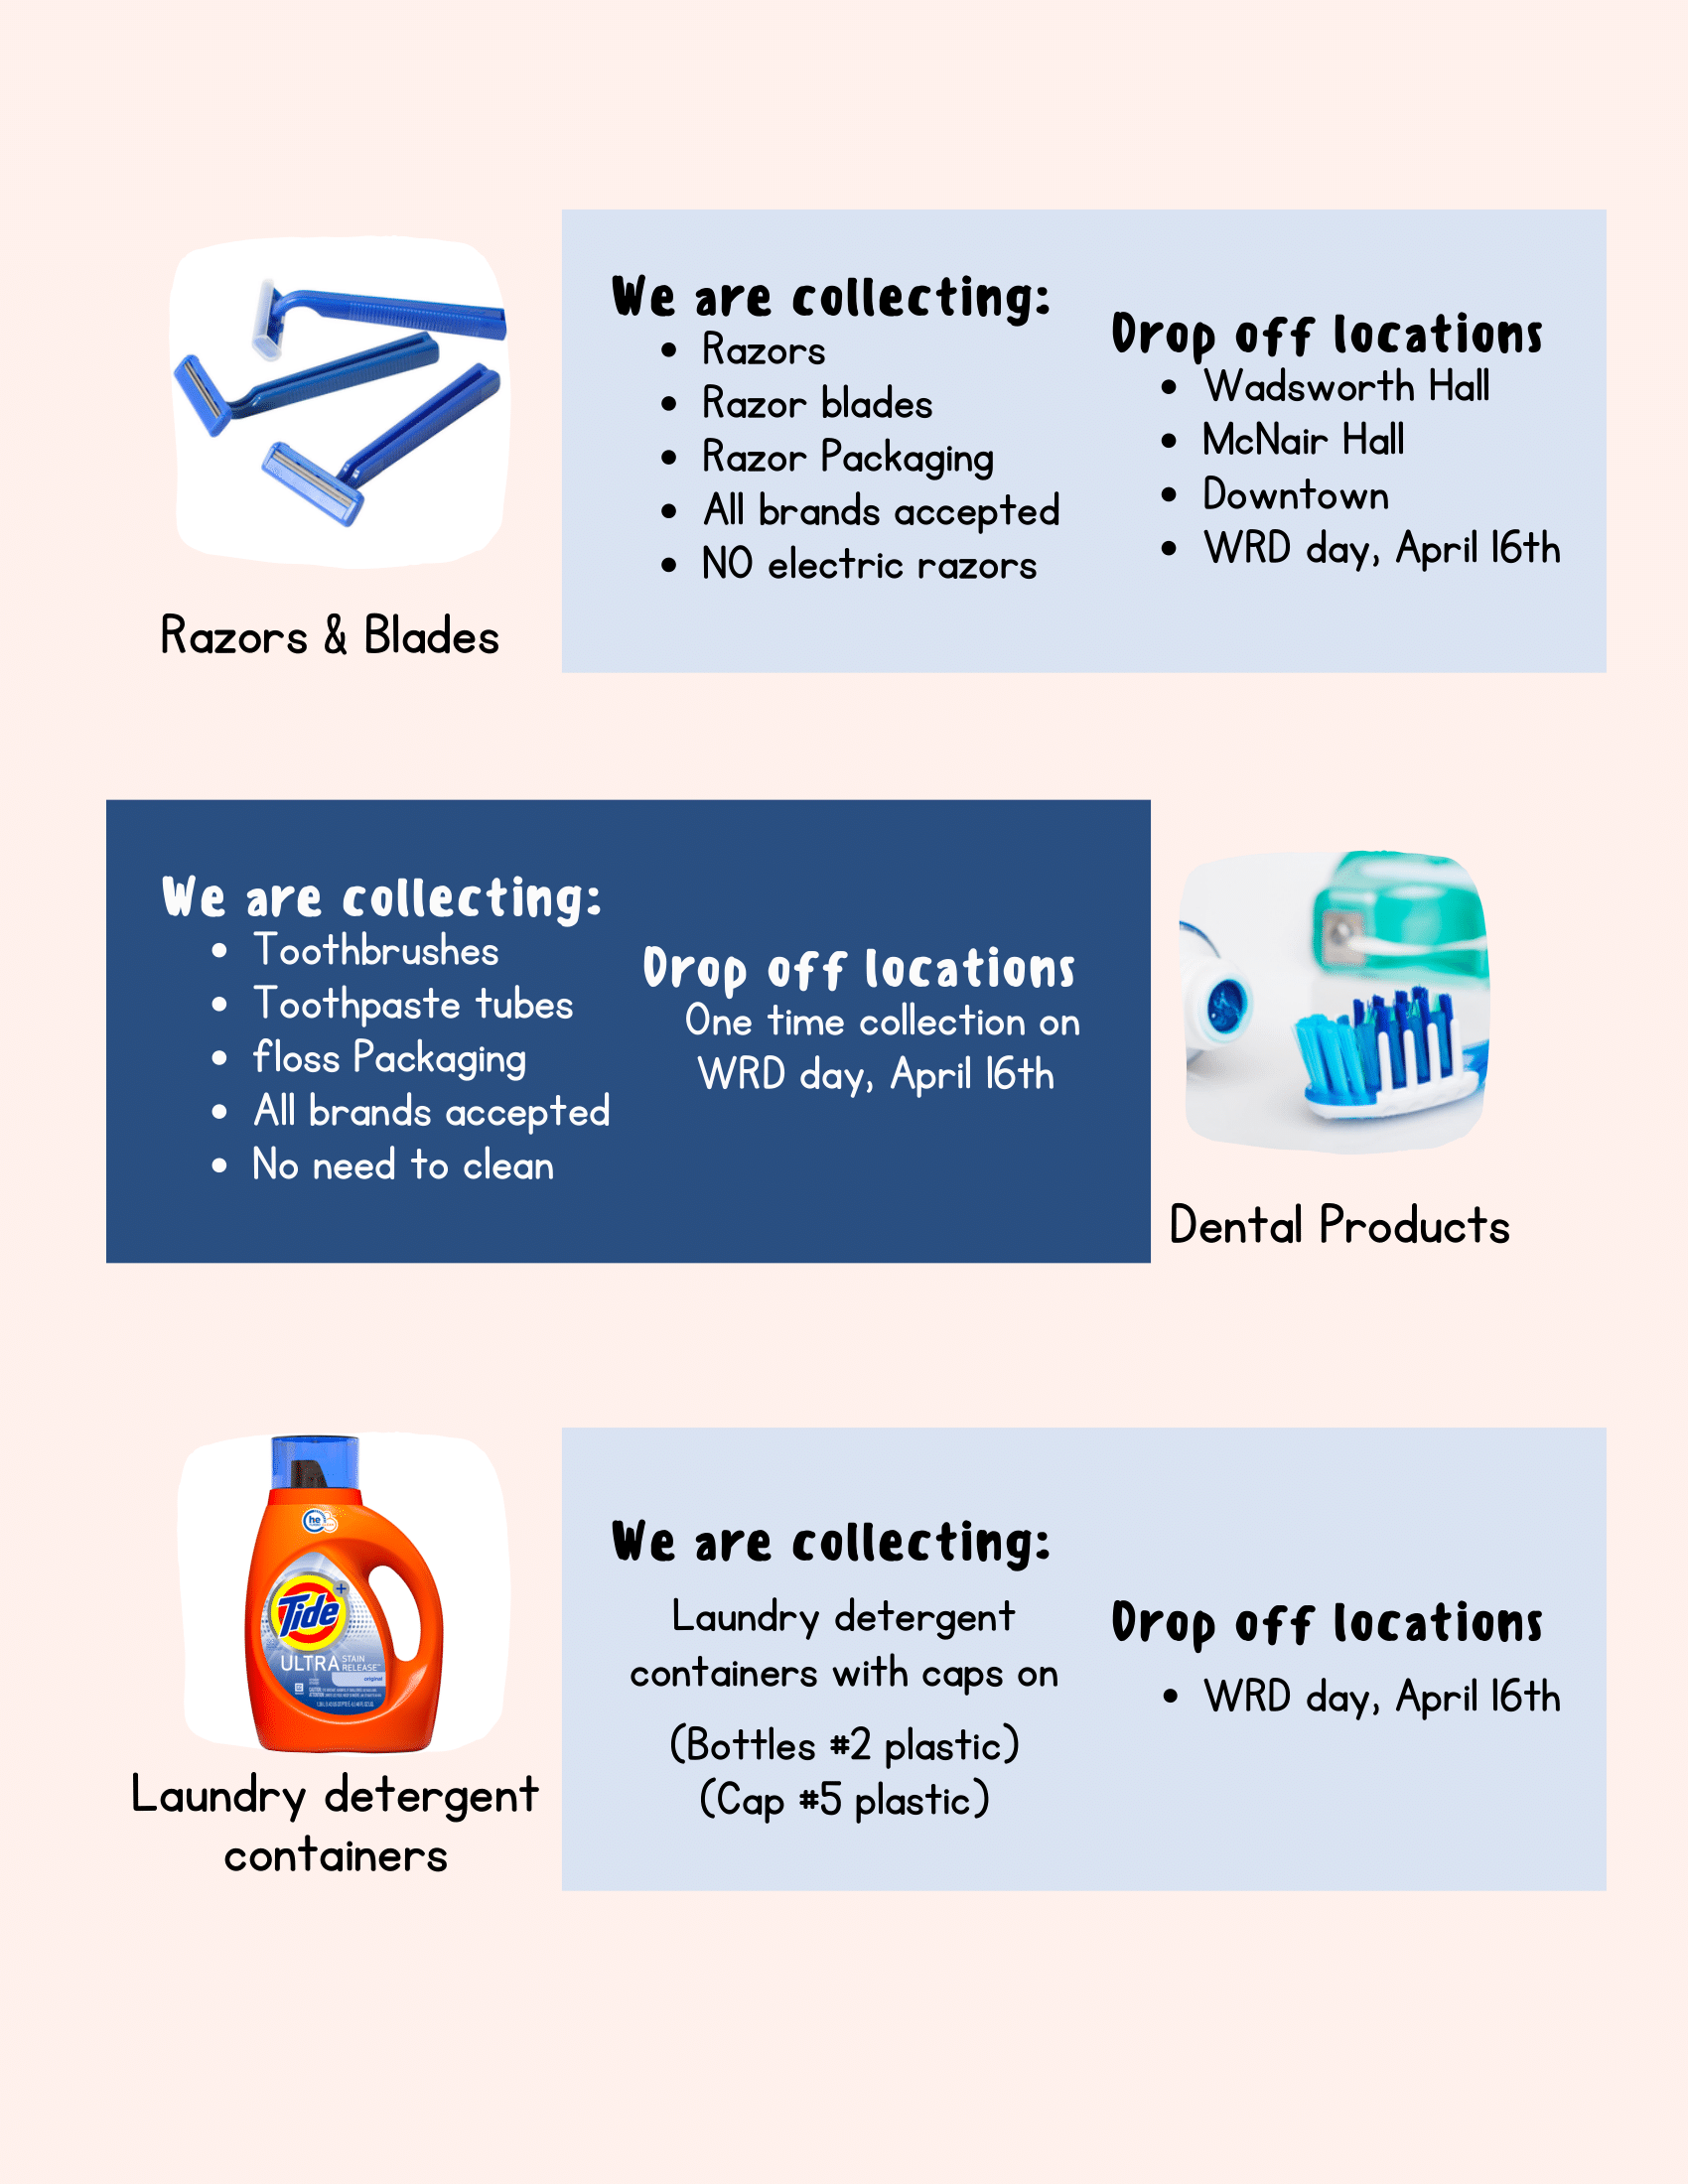 We are collecting:
Razors
Razor blades
Razor Packaging
All brands accepted
NO electric razors
Drop off locations
Wadsworth Hall
McNair Hall
Downtown
WRD day, April 16th
Razors & Blades
We are collecting:
Toothbrushes
Toothpaste tubes
floss Packaging
All brands accepted
No need to clean
Drop off locations
One time collection on
WRD day, April 16th
Dental Products
he
Tide
+
ULTRA
STAIN
RELEASE
original
Laundry detergent
containers
We are collecting:
Laundry detergent
containers with caps on
(Bottles #2 plastic)
(Cap #5 plastic)
Drop off locations
WRD day, April 16th